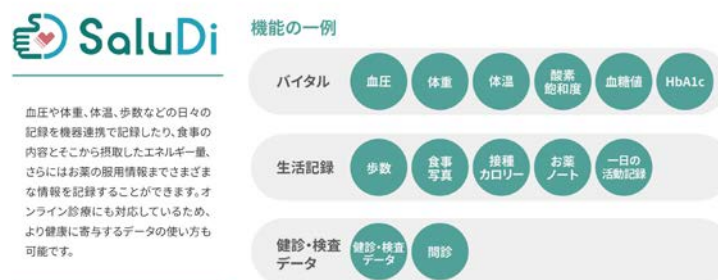 SaluDi
血圧や体重、体温、歩数などの日々の
記録を機器連携で記録したり、食事の
内容とそこから摂取したエネルギー量、
さらにはお薬の服用情報までさまざま
な情報を記録することができます。オ
ンライン診療にも対応しているため、
より健康に寄与するデータの使い方も
可能です。
機能の一例
バイタル
血圧
体重
体温
酸素
飽和度
血糖値
HbA1c
生活記録
歩数
食事
写真
接種
カロリー
お薬
ノート
一日の
活動記録
健診・検査
データ
健診・検査
データ
問診